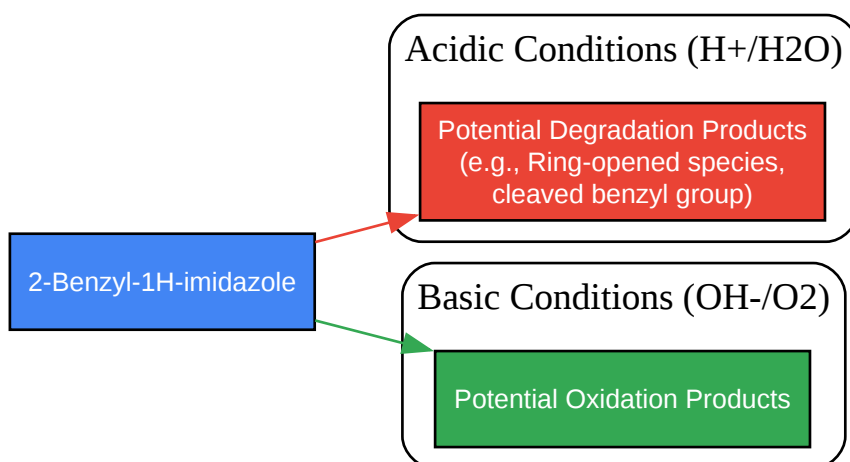 Acidic Conditions (H+/H2O)
Potential Degradation Products
(e.g., Ring-opened species,
cleaved benzyl group)
2-Benzyl-1H-imidazole
Basic Conditions (OH-/O2)
Potential Oxidation Products